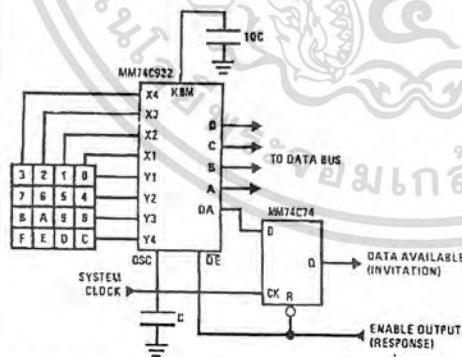 10C
MM74C922
KBM
X4
X3
X2
X1
Y1
Y2
Y3
Y4
D
C
B
A
DA
TO DATA BUS
3 2 1 0
7 6 5 4
B A 9 8
F E D C
MM74C74
D
Q
CK
R
DATA AVAILABLE
(INVITATION)
OSC
OE
SYSTEM
CLOCK
C
ENABLE OUTPUT
(RESPONSE)